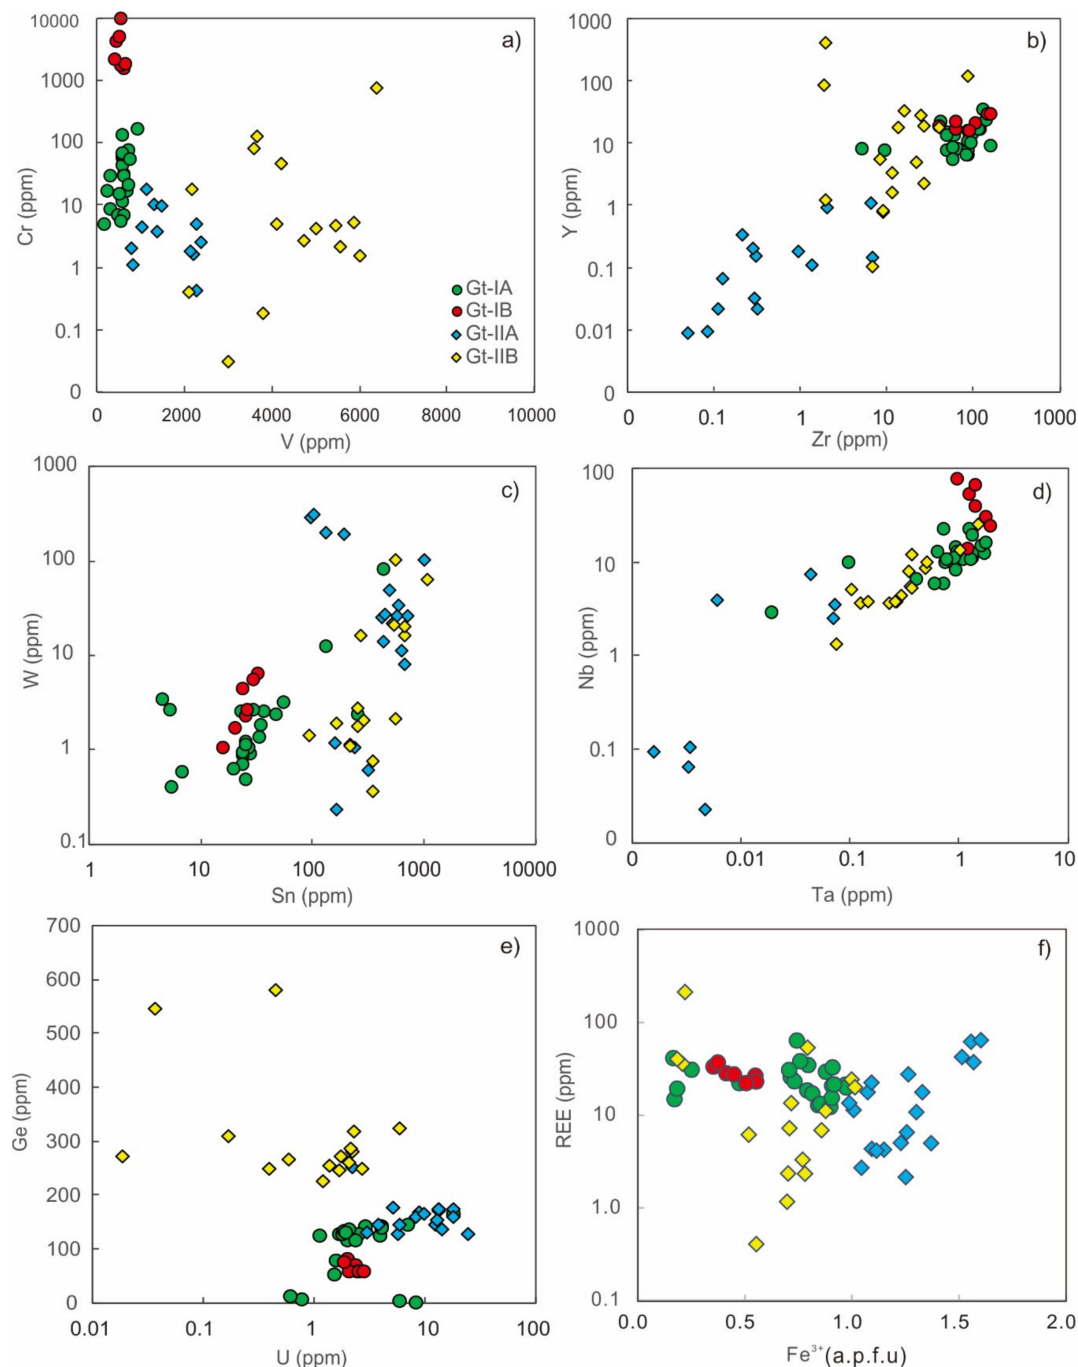 a)
10000
1000
100
10
1
0.1
0
Cr (ppm)
Gt-IA
Gt-IB
Gt-IIA
Gt-IIB
0 2000 4000 6000 8000 10000
V (ppm)
b)
1000
100
10
1
0.1
0.01
0
Y (ppm)
0 0.1 1 10 100 1000
Zr (ppm)
c)
1000
100
10
1
0.1
W (ppm)
1 10 100 1000 10000
Sn (ppm)
d)
100
10
1
0.1
0
Nb (ppm)
0 0.01 0.1 1 10
Ta (ppm)
e)
700
600
500
400
300
200
100
0
Ge (ppm)
0.01 0.1 1 10 100
U (ppm)
f)
1000
100
10
1.0
0.1
REE (ppm)
0.0 0.5 1.0 1.5 2.0
Fe³⁺(a.p.f.u)